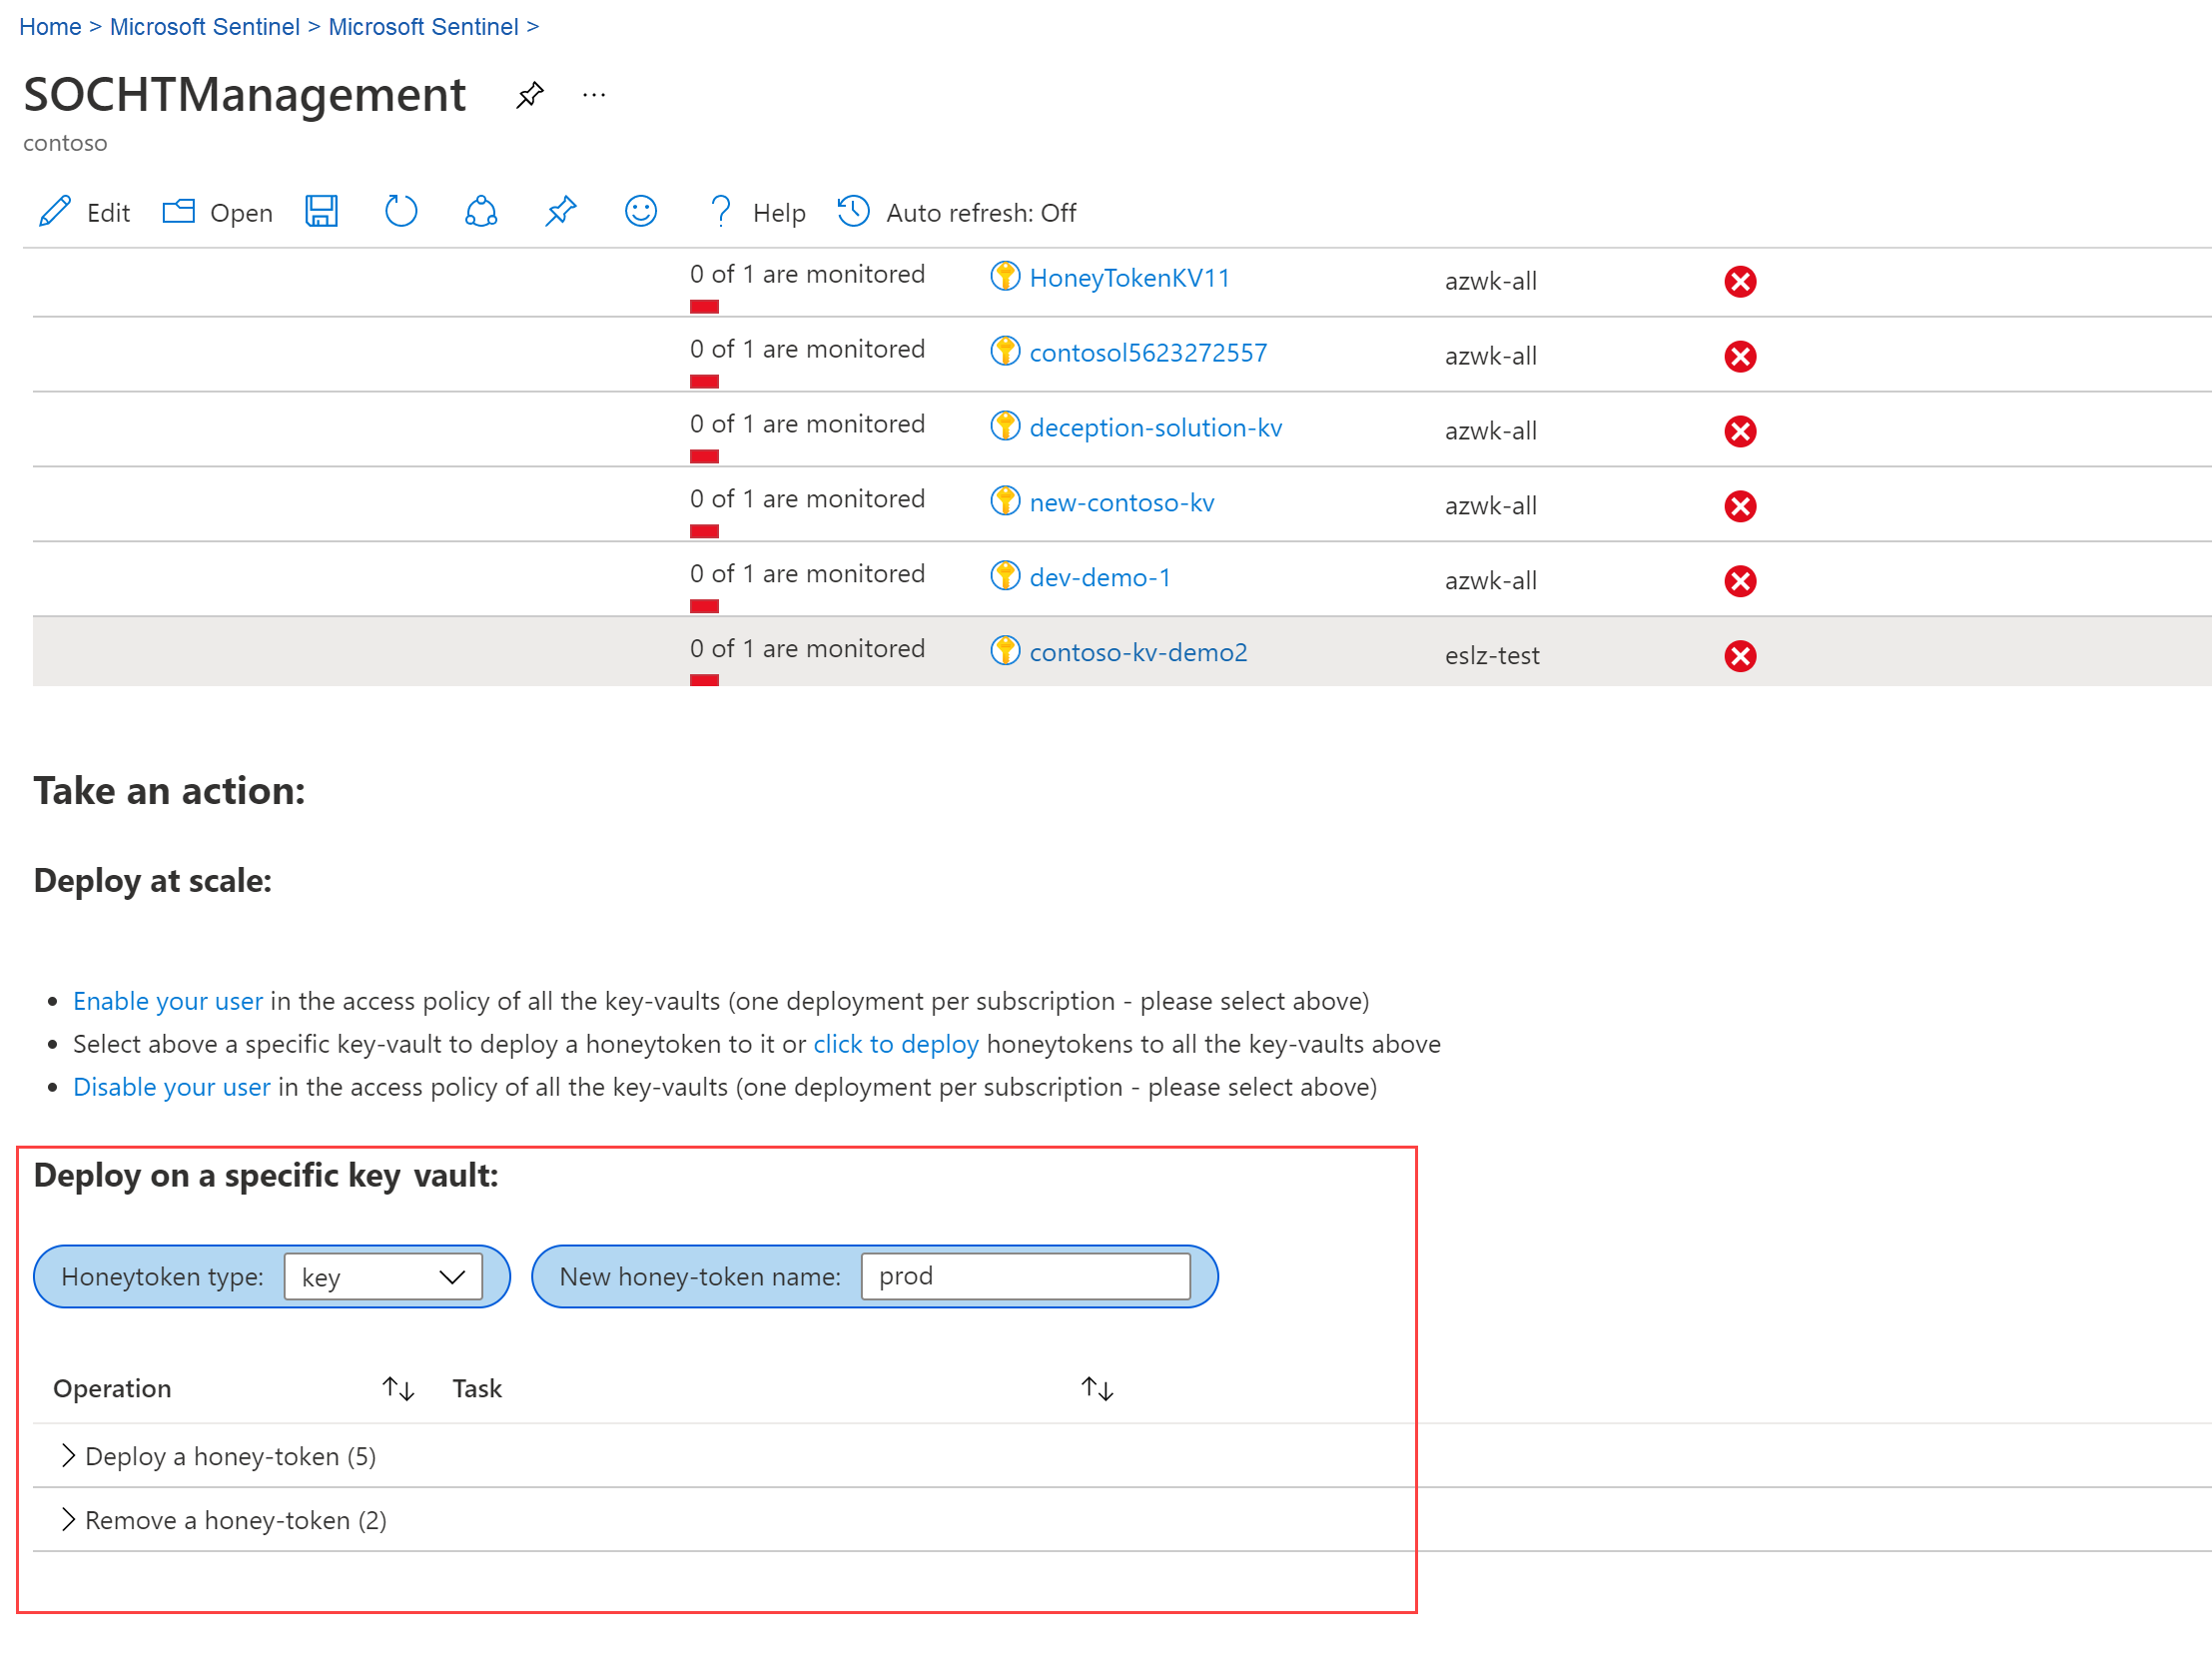 Home > Microsoft Sentinel > Microsoft Sentinel >
SOCHTManagement ...
contoso
Edit Open Help Auto refresh: Off
0 of 1 are monitored HoneyTokenKV11 azwk-all
0 of 1 are monitored contosol5623272557 azwk-all
0 of 1 are monitored deception-solution-kv azwk-all
0 of 1 are monitored new-contoso-kv azwk-all
0 of 1 are monitored dev-demo-1 azwk-all
0 of 1 are monitored contoso-kv-demo2 eslz-test
Take an action:
Deploy at scale:
• Enable your user in the access policy of all the key-vaults (one deployment per subscription - please select above)
• Select above a specific key-vault to deploy a honeytoken to it or click to deploy honeytokens to all the key-vaults above
• Disable your user in the access policy of all the key-vaults (one deployment per subscription - please select above)
Deploy on a specific key vault:
Honeytoken type: key New honey-token name: prod
Operation ↑↓ Task ↑↓
Deploy a honey-token (5)
Remove a honey-token (2)